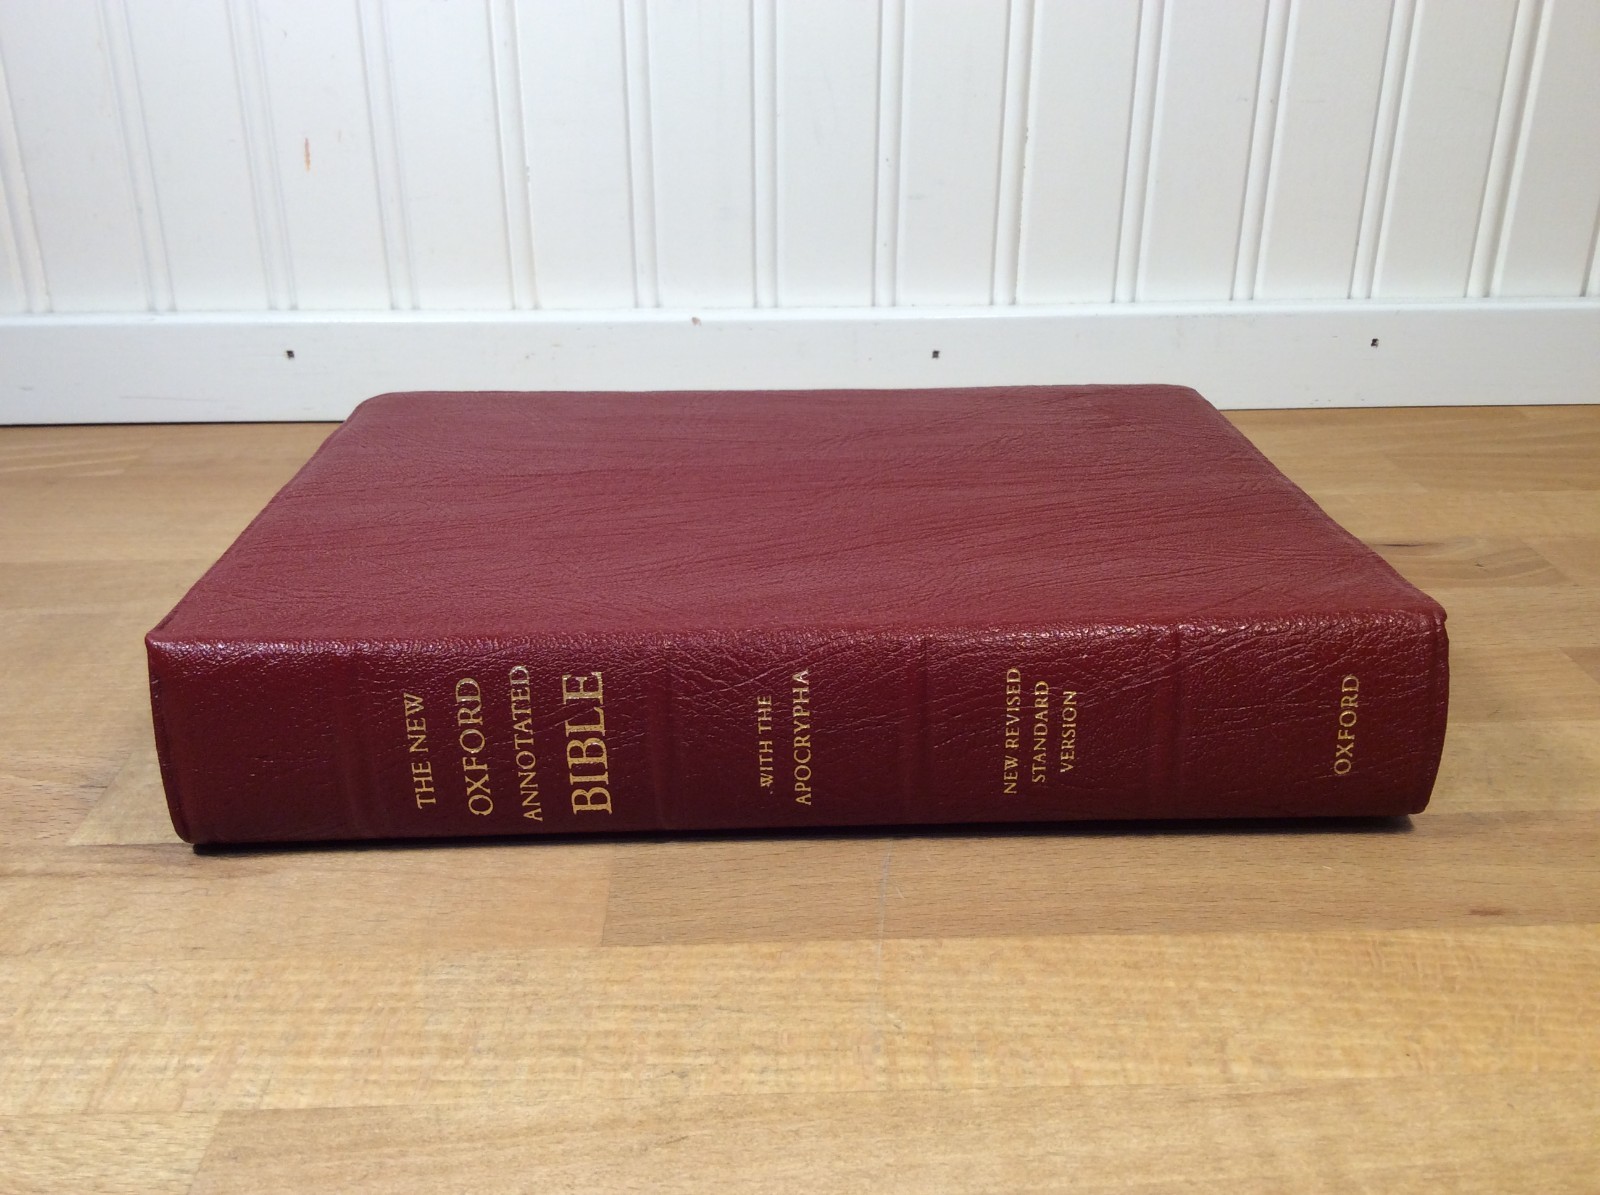 THE NEW
OXFORD
ANNOTATED
BIBLE
WITH THE
APOCRYPHA
NEW REVISED
STANDARD
VERSION
OXFORD